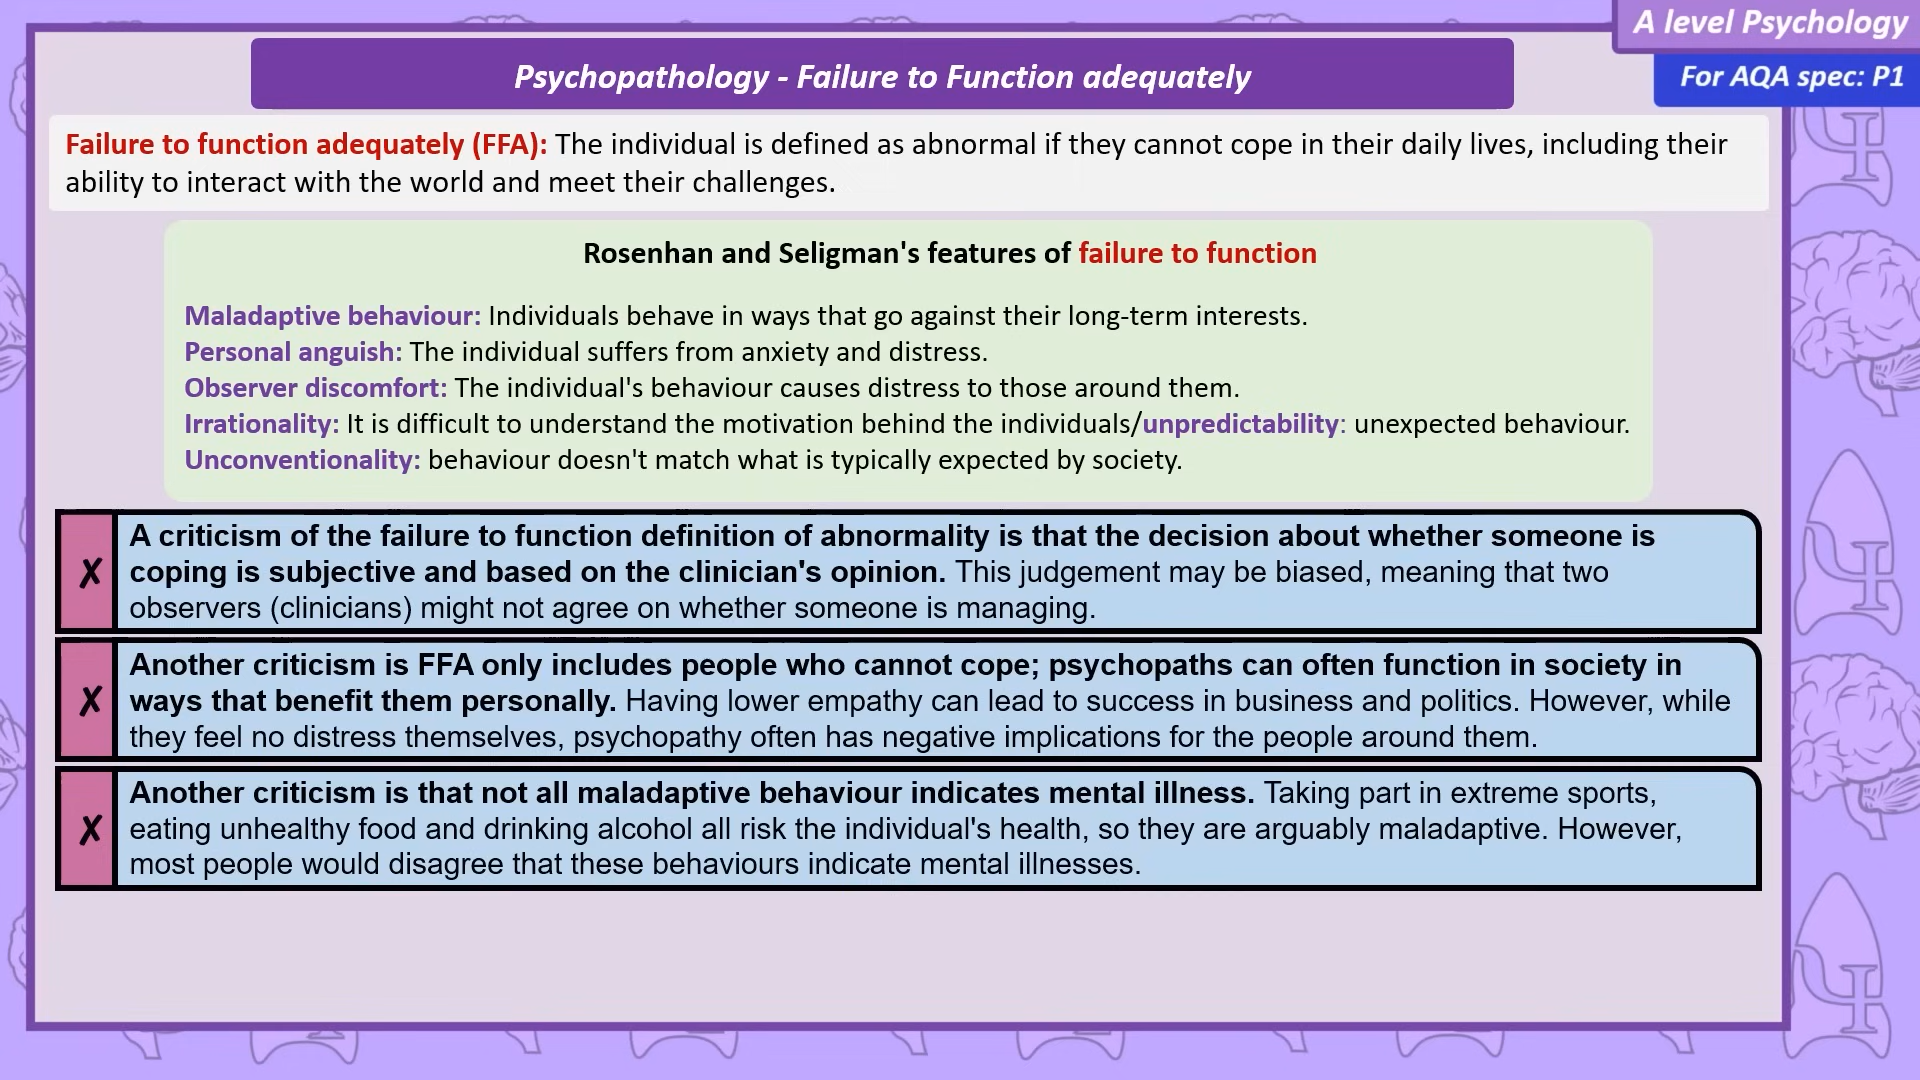 A level Psychology
For AQA spec: P1
Psychopathology - Failure to Function adequately
Failure to function adequately (FFA): The individual is defined as abnormal if they cannot cope in their daily lives, including their
ability to interact with the world and meet their challenges.
Rosenhan and Seligman's features of failure to function
Maladaptive behaviour: Individuals behave in ways that go against their long-term interests.
Personal anguish: The individual suffers from anxiety and distress.
Observer discomfort: The individual's behaviour causes distress to those around them.
Irrationality: It is difficult to understand the motivation behind the individuals/unpredictability: unexpected behaviour.
Unconventionality: behaviour doesn't match what is typically expected by society.
✗ A criticism of the failure to function definition of abnormality is that the decision about whether someone is
coping is subjective and based on the clinician's opinion. This judgement may be biased, meaning that two
observers (clinicians) might not agree on whether someone is managing.
✗ Another criticism is FFA only includes people who cannot cope; psychopaths can often function in society in
ways that benefit them personally. Having lower empathy can lead to success in business and politics. However, while
they feel no distress themselves, psychopathy often has negative implications for the people around them.
✗ Another criticism is that not all maladaptive behaviour indicates mental illness. Taking part in extreme sports,
eating unhealthy food and drinking alcohol all risk the individual's health, so they are arguably maladaptive. However,
most people would disagree that these behaviours indicate mental illnesses.